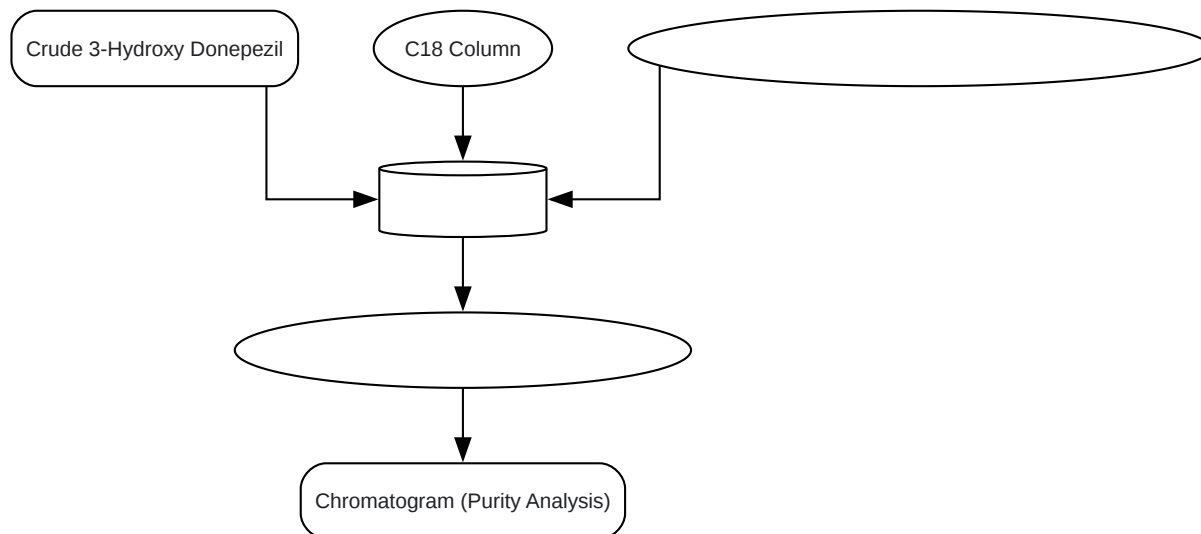 Crude 3-Hydroxy Donepezil
C18 Column
Chromatogram (Purity Analysis)